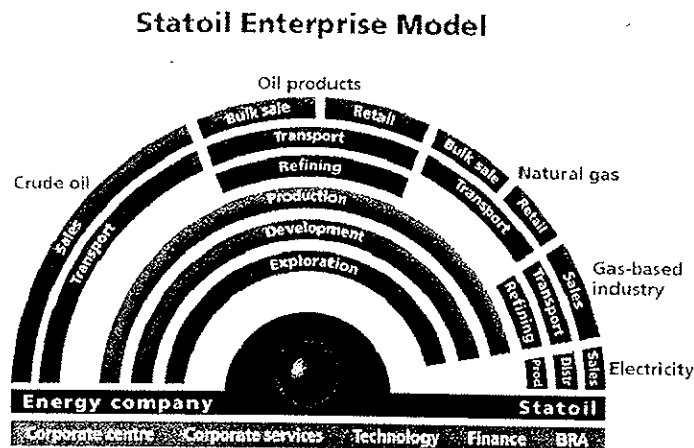 Statoil Enterprise Model
Oil products
Bulk sale
Retail
Transport
Refining
Crude oil
Sales
Transport
Bulk sale
Retail
Natural gas
Transport
Production
Development
Exploration
Gas-based
industry
Sales
Transport
Refining
Electricity
Prod
Distr
Sales
Energy company Statoil
Corporate centre Corporate services Technology Finance BRA